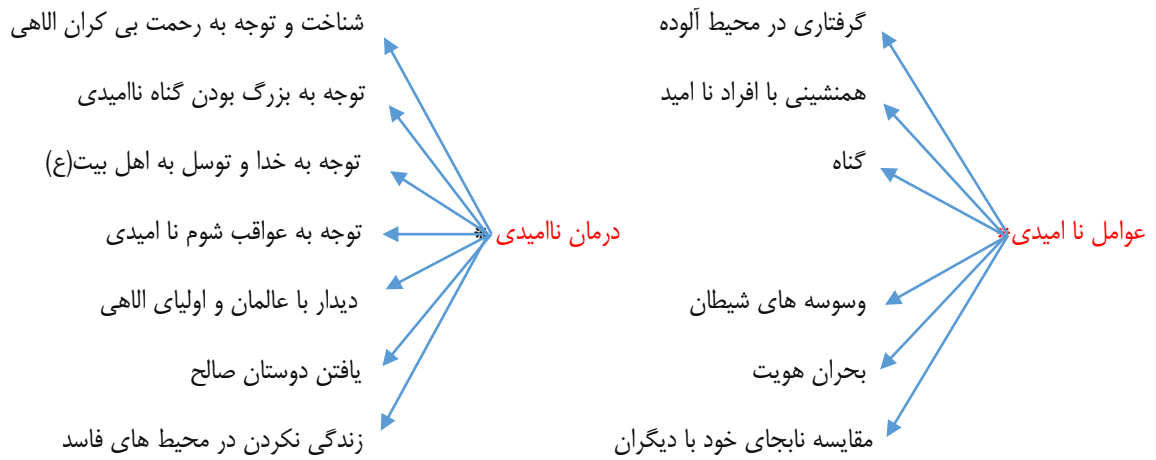 عوامل نا امیدی*
گرفتاری در محیط آلوده
همنشینی با افراد نا امید
گناه
وسوسه های شیطان
بحران هویت
مقایسه نابجای خود با دیگران
درمان ناامیدی*
شناخت و توجه به رحمت بی کران الاهی
توجه به بزرگ بودن گناه ناامیدی
توجه به خدا و توسل به اهل بیت(ع)
توجه به عواقب شوم نا امیدی
دیدار با عالمان و اولیای الاهی
یافتن دوستان صالح
زندگی نکردن در محیط های فاسد